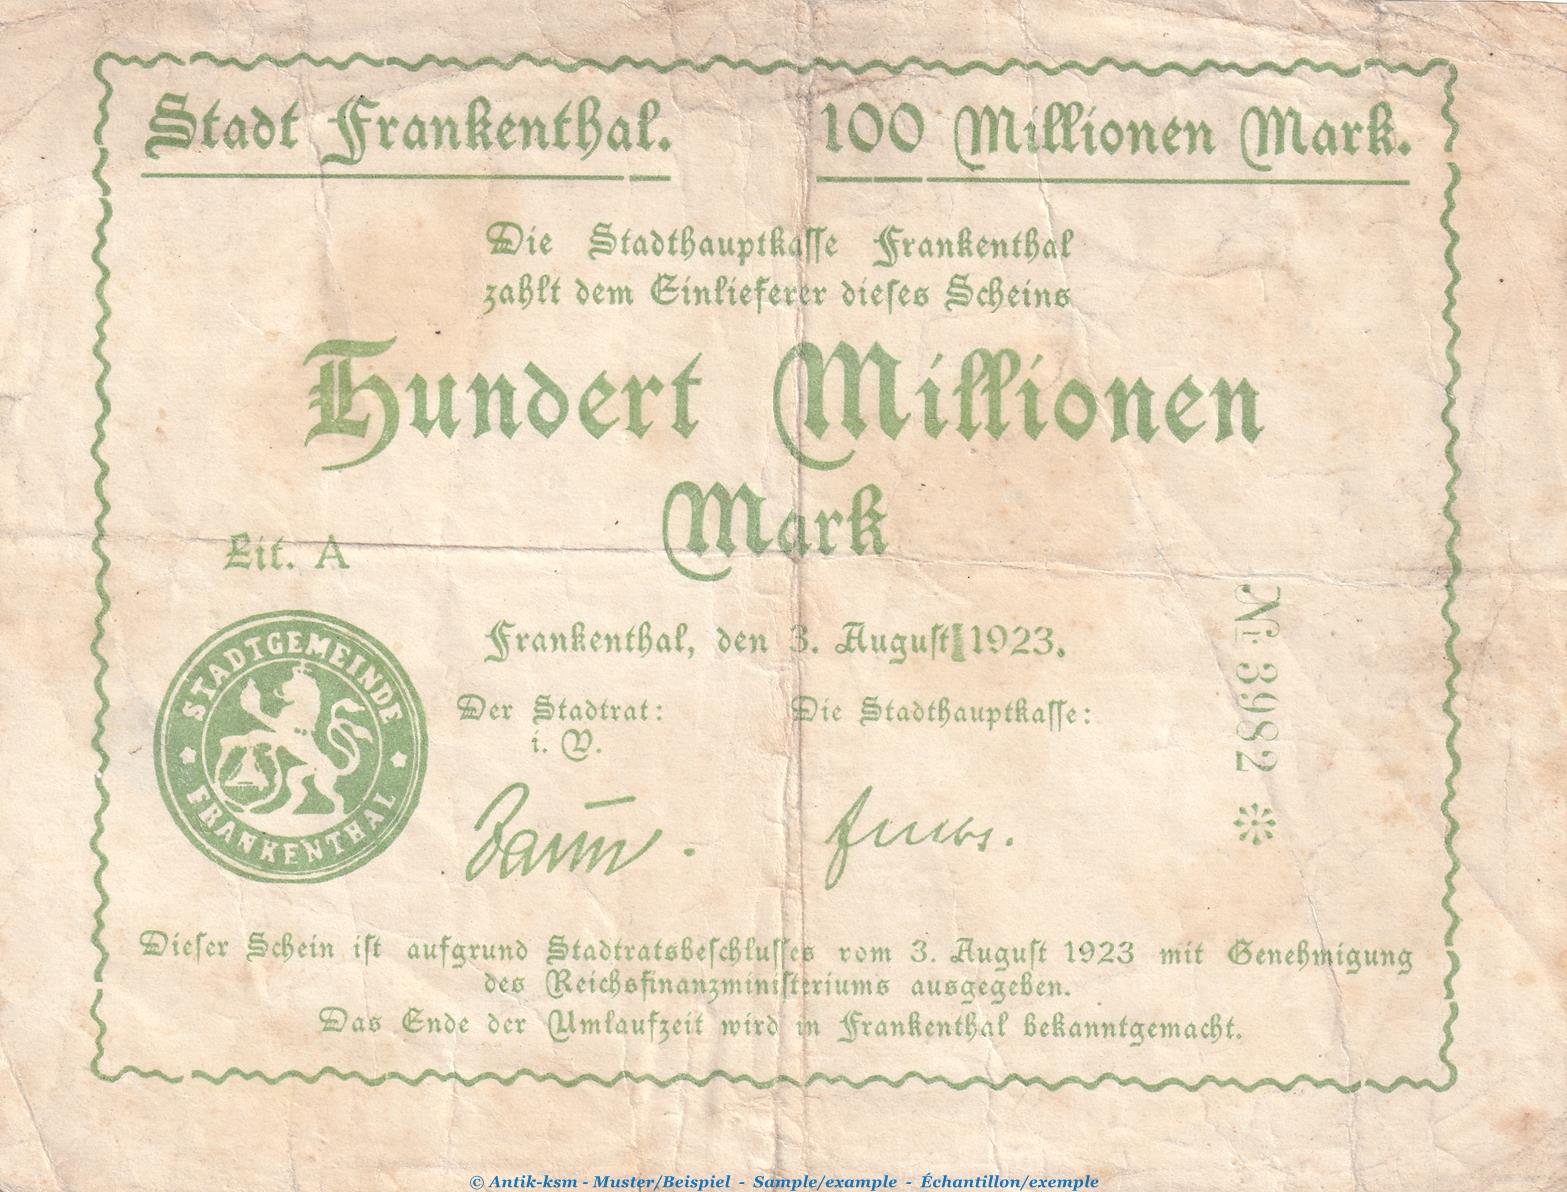 Stadt Frankenthal. 100 Millionen Mark.
Die Stadthauptkasse Frankenthal
zahlt dem Einlieferer dieses Scheins
Hundert Millionen
Mark
Lit. A
Frankenthal, den 3. August 1923.
Der Stadtrat: Die Stadthauptkasse:
i. V.
STADTGEMEINDE
FRANKENTHAL
№ 3982
Dieser Schein ist aufgrund Stadtratsbeschlusses vom 3. August 1923 mit Genehmigung
des Reichsfinanzministeriums ausgegeben.
Das Ende der Umlaufzeit wird in Frankenthal bekanntgemacht.
© Antik-ksm - Muster/Beispiel - Sample/example - Échantillon/exemple